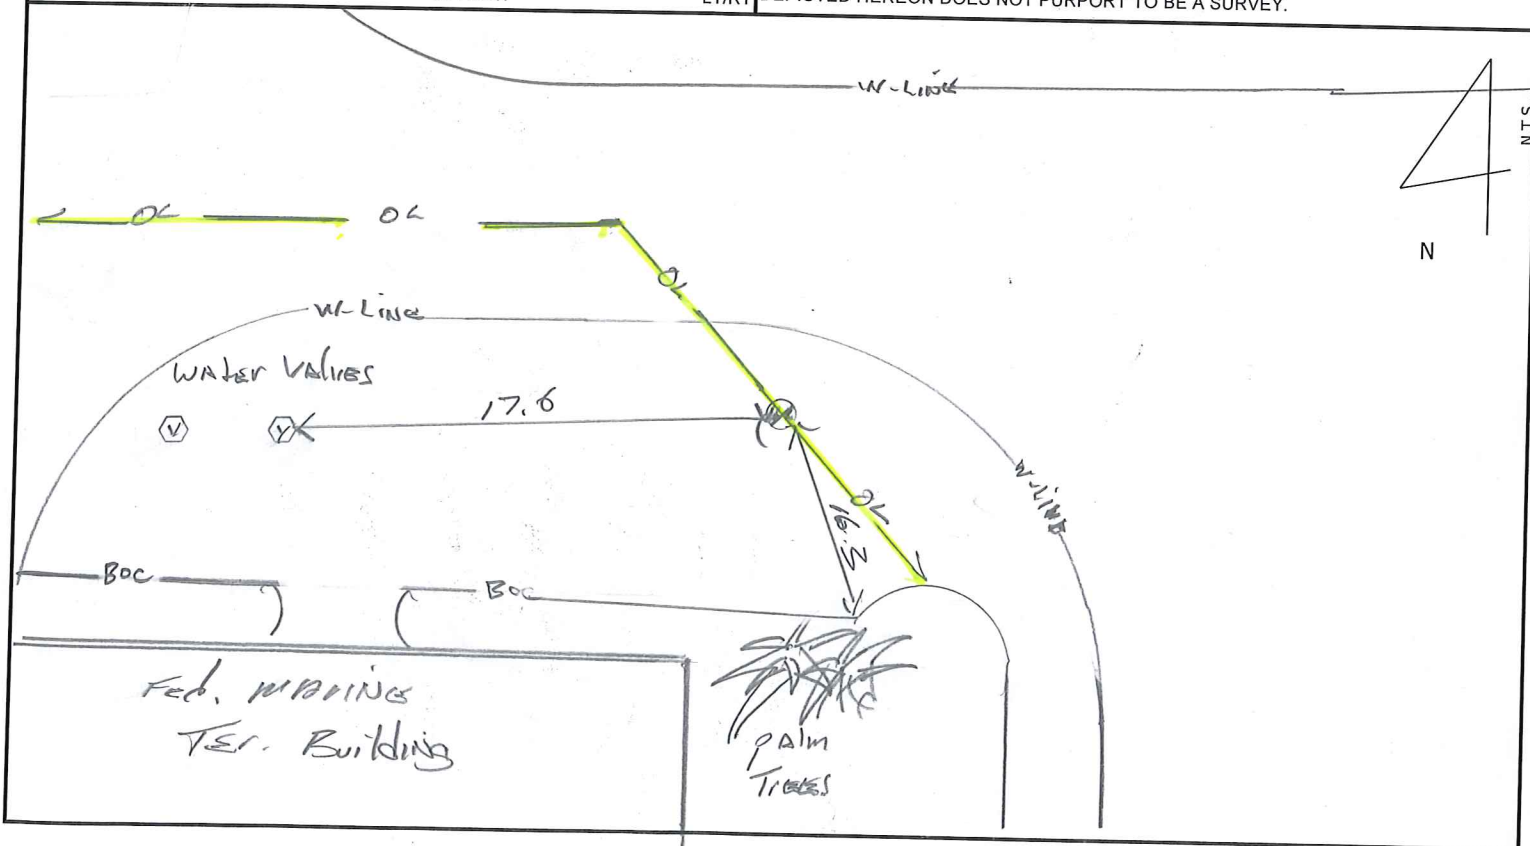 DEPICTED HEREON DOES NOT PURPORT TO BE A SURVEY.
W-LINE
NTS
N
OL
OL
OL
W-LINE
WATER VALVES
V
V
17.6
OL
16.3
W-LINE
BOC
BOC
Fed. MARINE
TER. Building
PALM
TREES